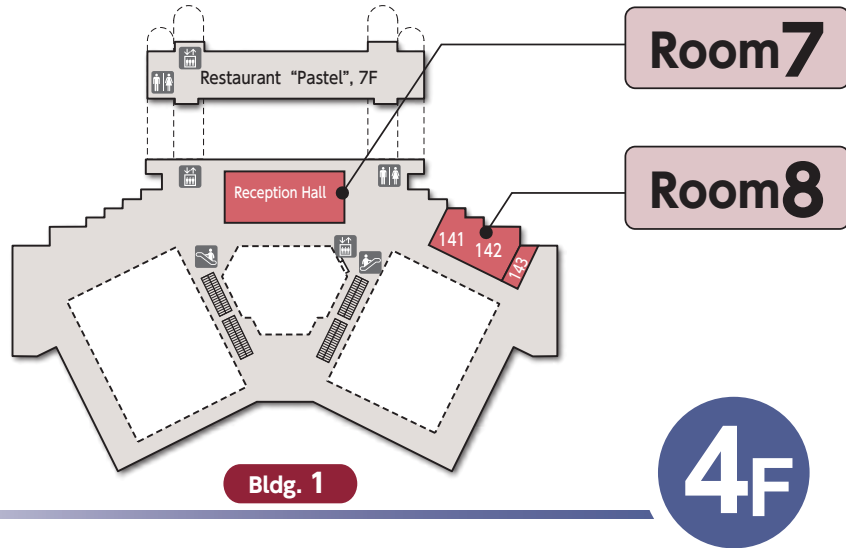 Room7
Restaurant “Pastel”, 7F
Room8
Reception Hall
141
142
143
Bldg. 1
4F